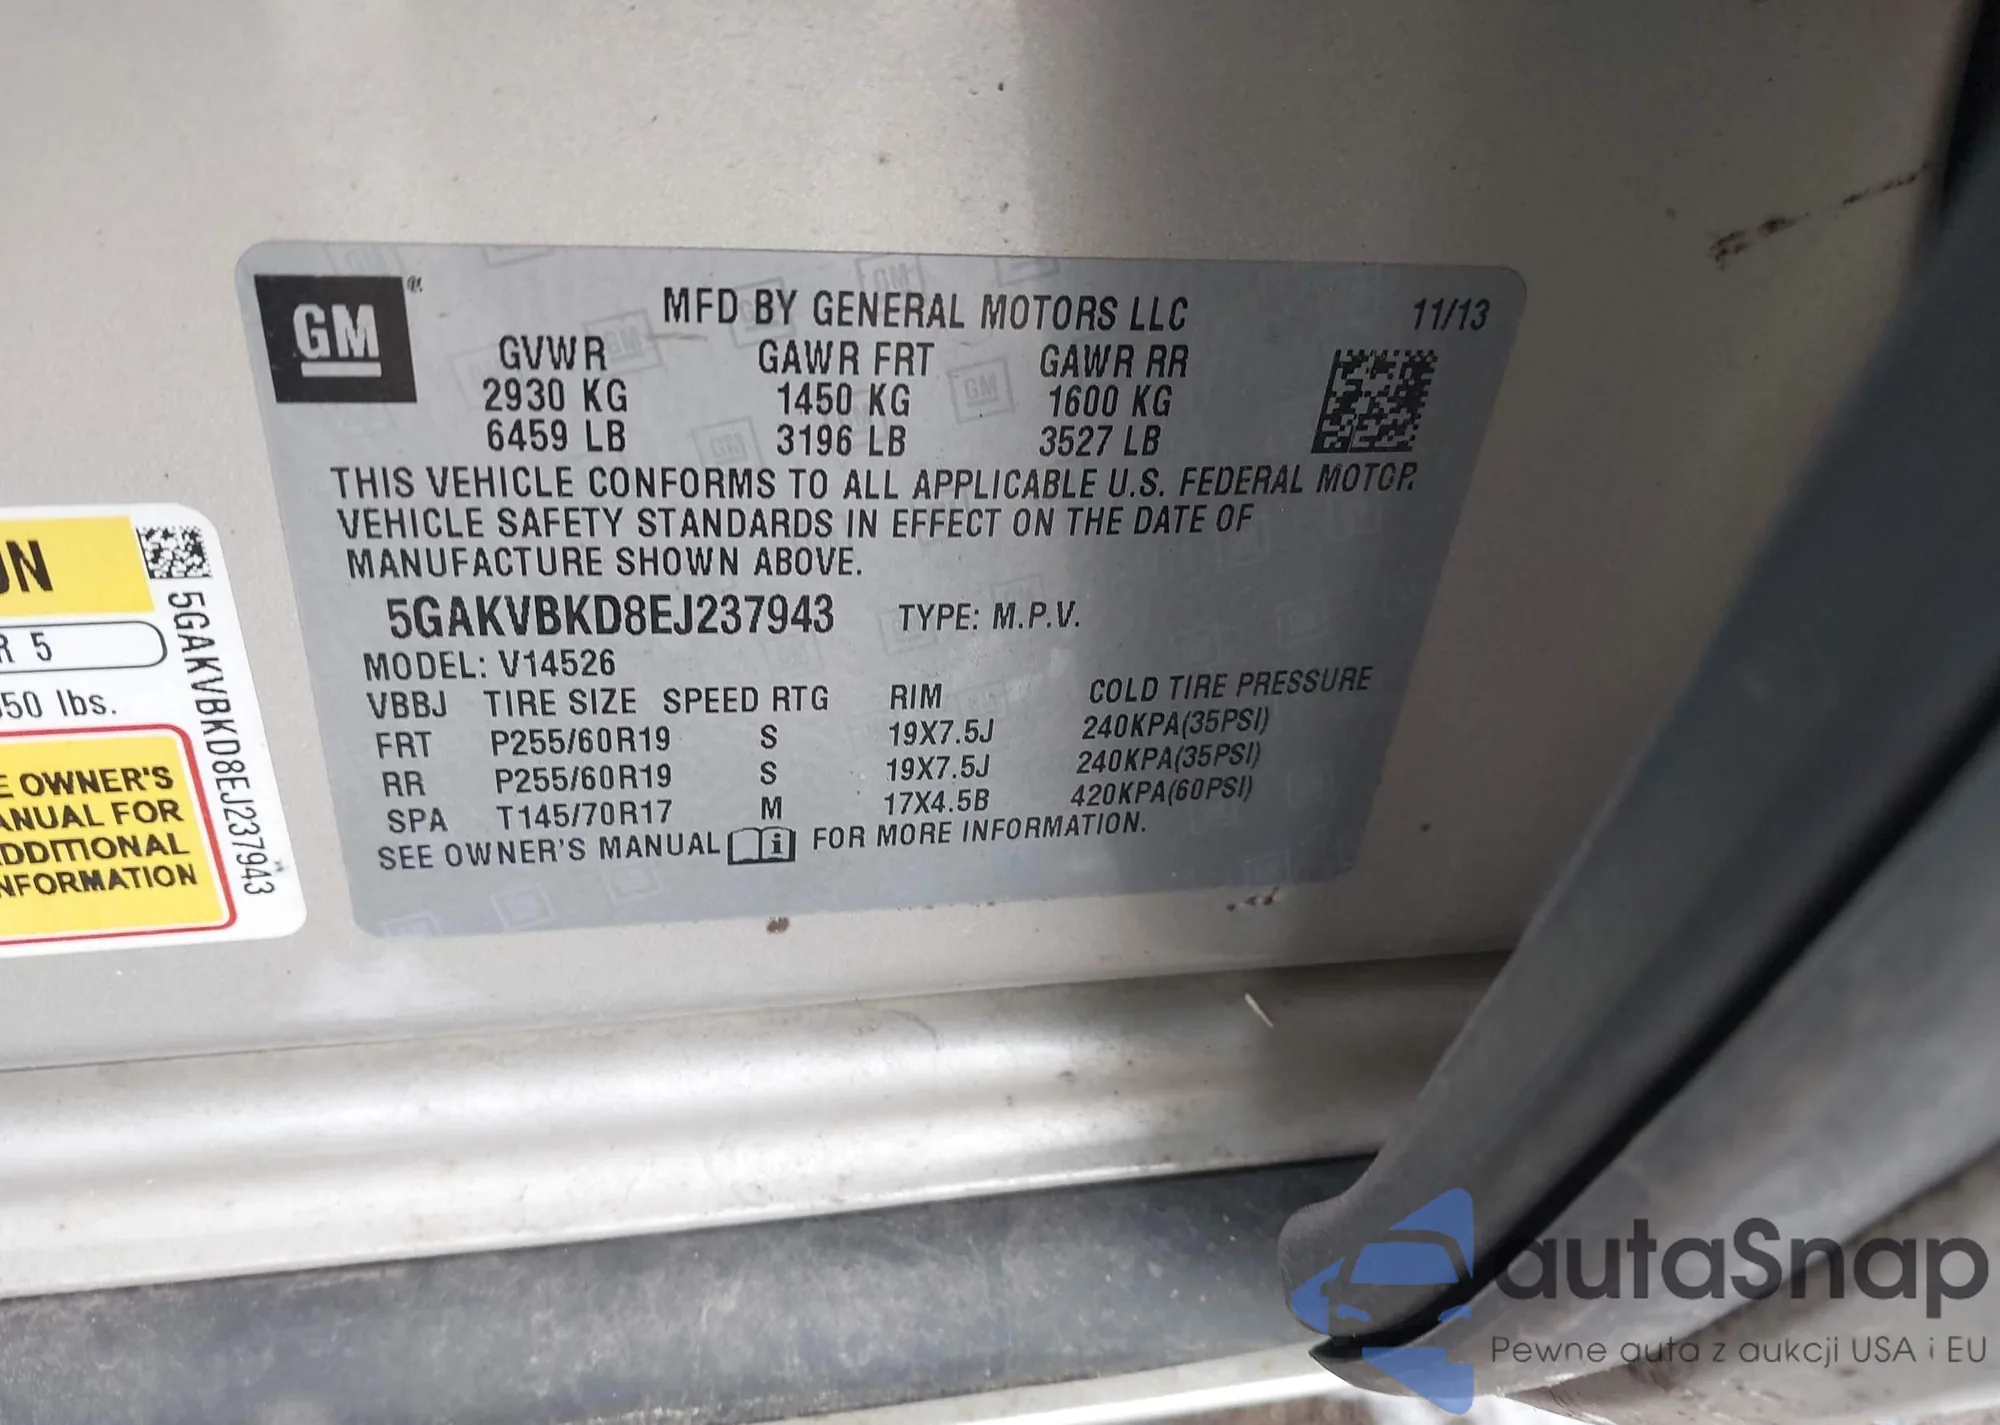 GM ®
MFD BY GENERAL MOTORS LLC 11/13
GVWR GAWR FRT GAWR RR
2930 KG 1450 KG 1600 KG
6459 LB 3196 LB 3527 LB
THIS VEHICLE CONFORMS TO ALL APPLICABLE U.S. FEDERAL MOTOR
VEHICLE SAFETY STANDARDS IN EFFECT ON THE DATE OF
MANUFACTURE SHOWN ABOVE.
5GAKVBKD8EJ237943 TYPE: M.P.V.
MODEL: V14526
VBBJ TIRE SIZE SPEED RTG RIM COLD TIRE PRESSURE
FRT P255/60R19 S 19X7.5J 240KPA(35PSI)
RR P255/60R19 S 19X7.5J 240KPA(35PSI)
SPA T145/70R17 M 17X4.5B 420KPA(60PSI)
SEE OWNER'S MANUAL i FOR MORE INFORMATION.
ON
R 5
50 lbs.
E OWNER'S
ANUAL FOR
DDITIONAL
NFORMATION
5GAKVBKD8EJ237943
autaSnap
Pewne auta z aukcji USA i EU